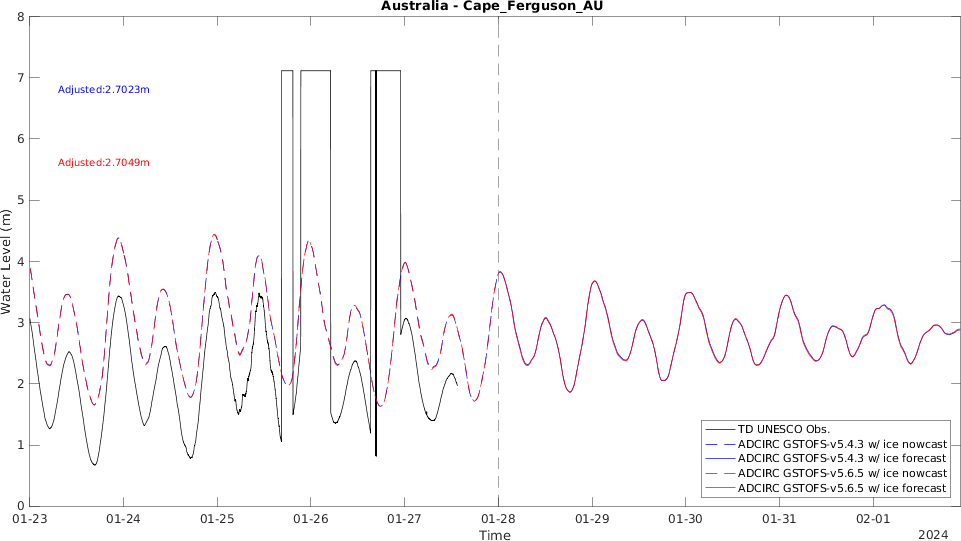 Australia - Cape_Ferguson_AU
8
7
6
5
4
3
2
1
0
Water Level (m)
Adjusted:2.7023m
Adjusted:2.7049m
TD UNESCO Obs.
ADCIRC GSTOFS-v5.4.3 w/ ice nowcast
ADCIRC GSTOFS-v5.4.3 w/ ice forecast
ADCIRC GSTOFS-v5.6.5 w/ ice nowcast
ADCIRC GSTOFS-v5.6.5 w/ ice forecast
01-23 01-24 01-25 01-26 01-27 01-28 01-29 01-30 01-31 02-01
Time
2024